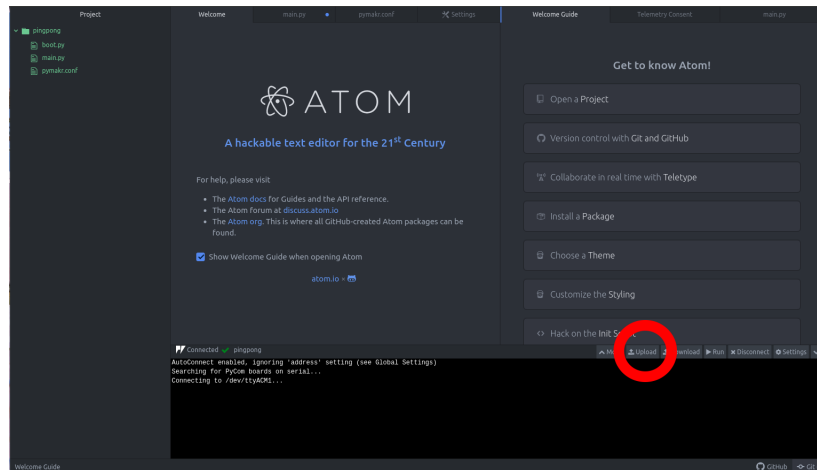 Project
Welcome
main.py
pymakr.conf
Settings
Welcome Guide
Telemetry Consent
main.py
pingpong
boot.py
main.py
pymakr.conf
ATOM
A hackable text editor for the 21st Century
For help, please visit
The Atom docs for Guides and the API reference.
The Atom forum at discuss.atom.io
The Atom org. This is where all GitHub-created Atom packages can be
found.
Show Welcome Guide when opening Atom
atom.io ×
Get to know Atom!
Open a Project
Version control with Git and GitHub
Collaborate in real time with Teletype
Install a Package
Choose a Theme
Customize the Styling
Hack on the Init
Connected pingpong
Upload
Run
Disconnect
Settings
AutoConnect enabled, ignoring 'address' setting (see Global Settings)
Searching for PyCom boards on serial...
Connecting to /dev/ttyACM1...
Welcome Guide
GitHub
Git